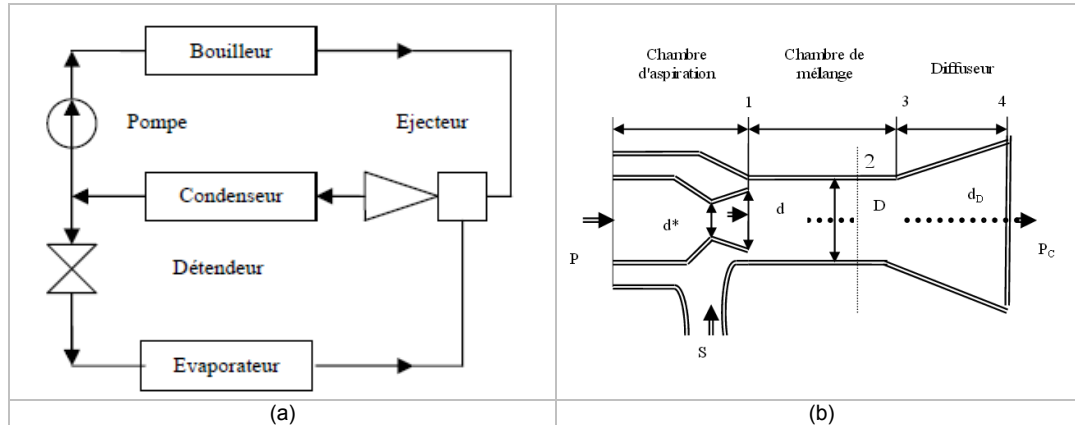 Bouilleur
Pompe
Ejecteur
Condenseur
Détendeur
Evaporateur
(a)
Chambre
d'aspiration
Chambre de
mélange
Diffuseur
1
3
4
2
d*
d
D
d_D
P
P_C
S
(b)